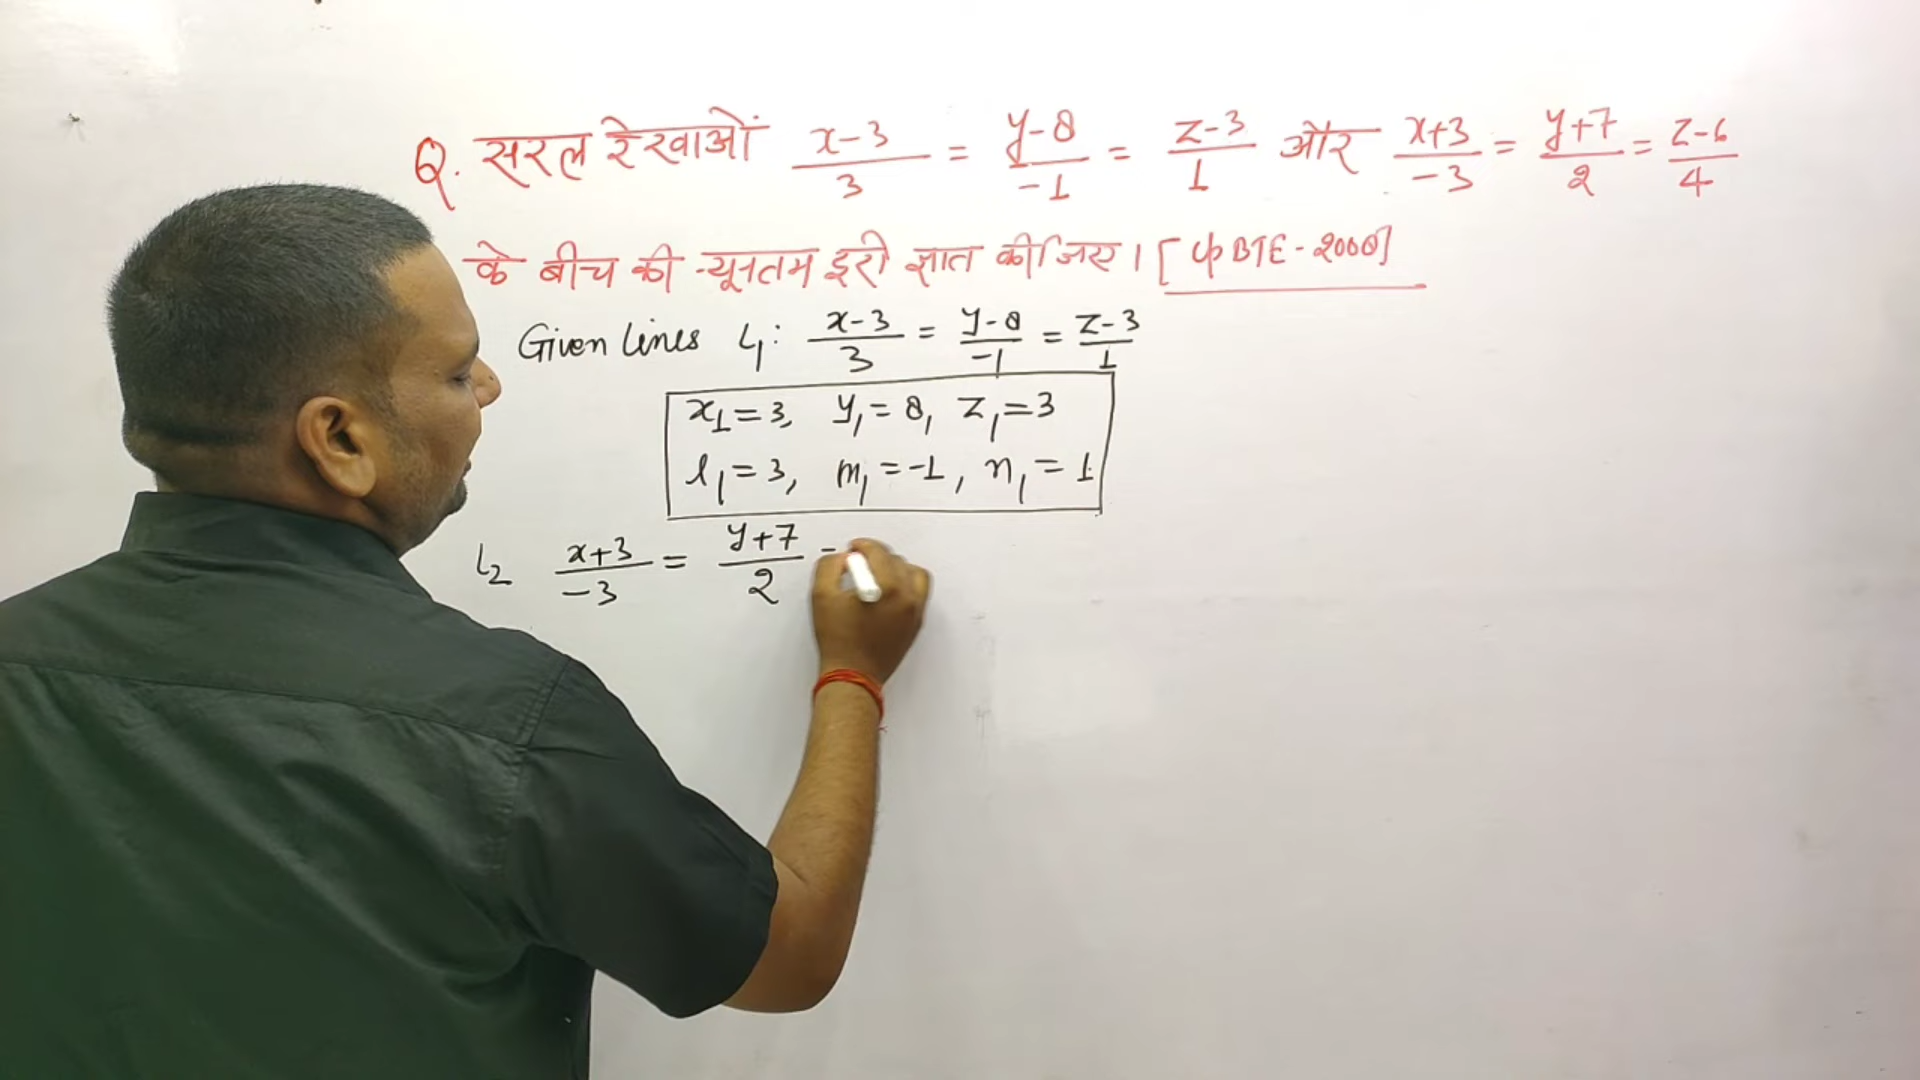 Q. सरल रेखाओं x-3/3 = y-8/-1 = z-3/1 और x+3/-3 = y+7/2 = z-6/4
के बीच की न्यूनतम दूरी ज्ञात कीजिए। [UPBTE-2000]
Given lines L₁: x-3/3 = y-8/-1 = z-3/1
x₁=3, y₁=8, z₁=3
l₁=3, m₁=-1, n₁=1
L₂ x+3/-3 = y+7/2 =